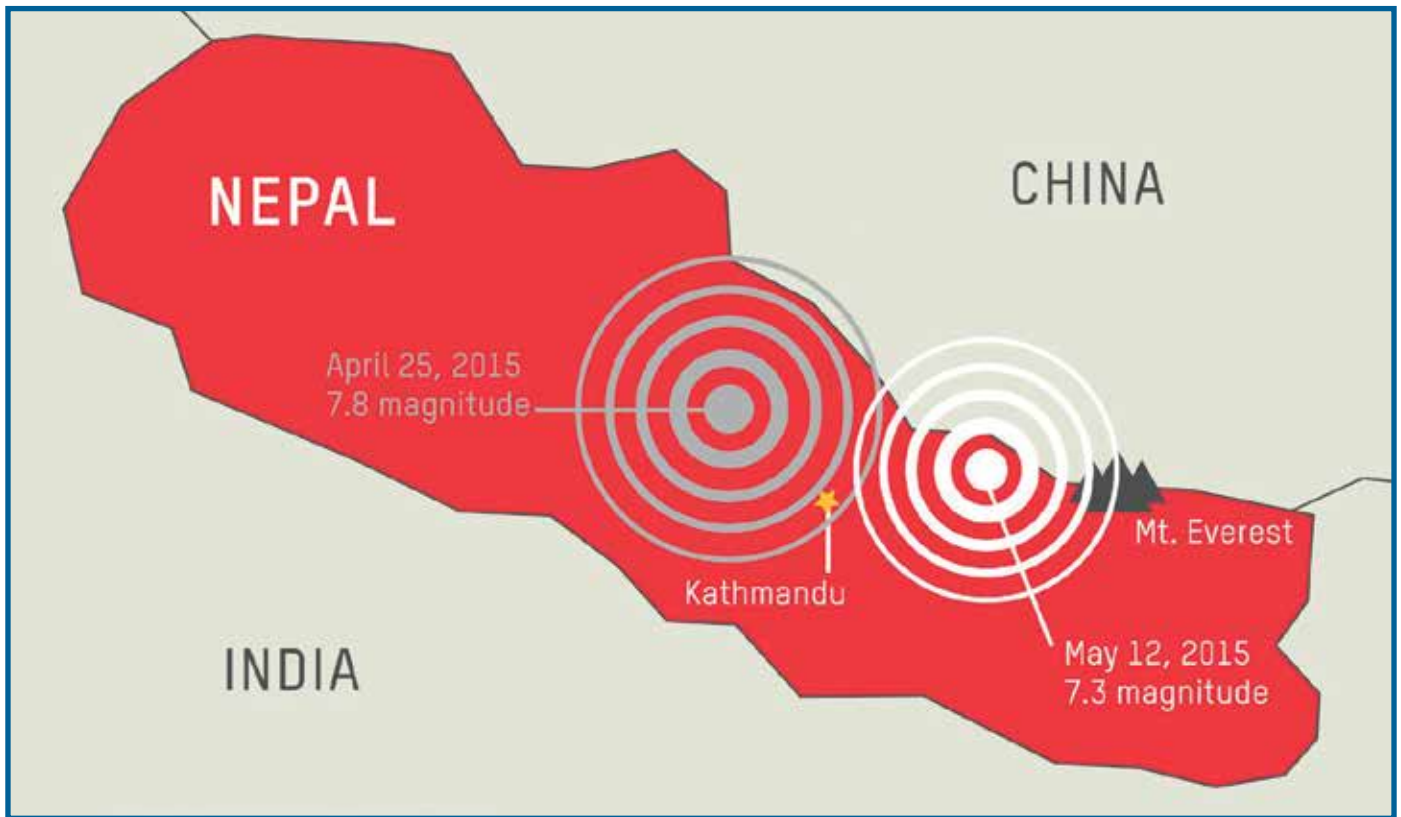 NEPAL
CHINA
April 25, 2015
7.8 magnitude
Mt. Everest
Kathmandu
INDIA
May 12, 2015
7.3 magnitude